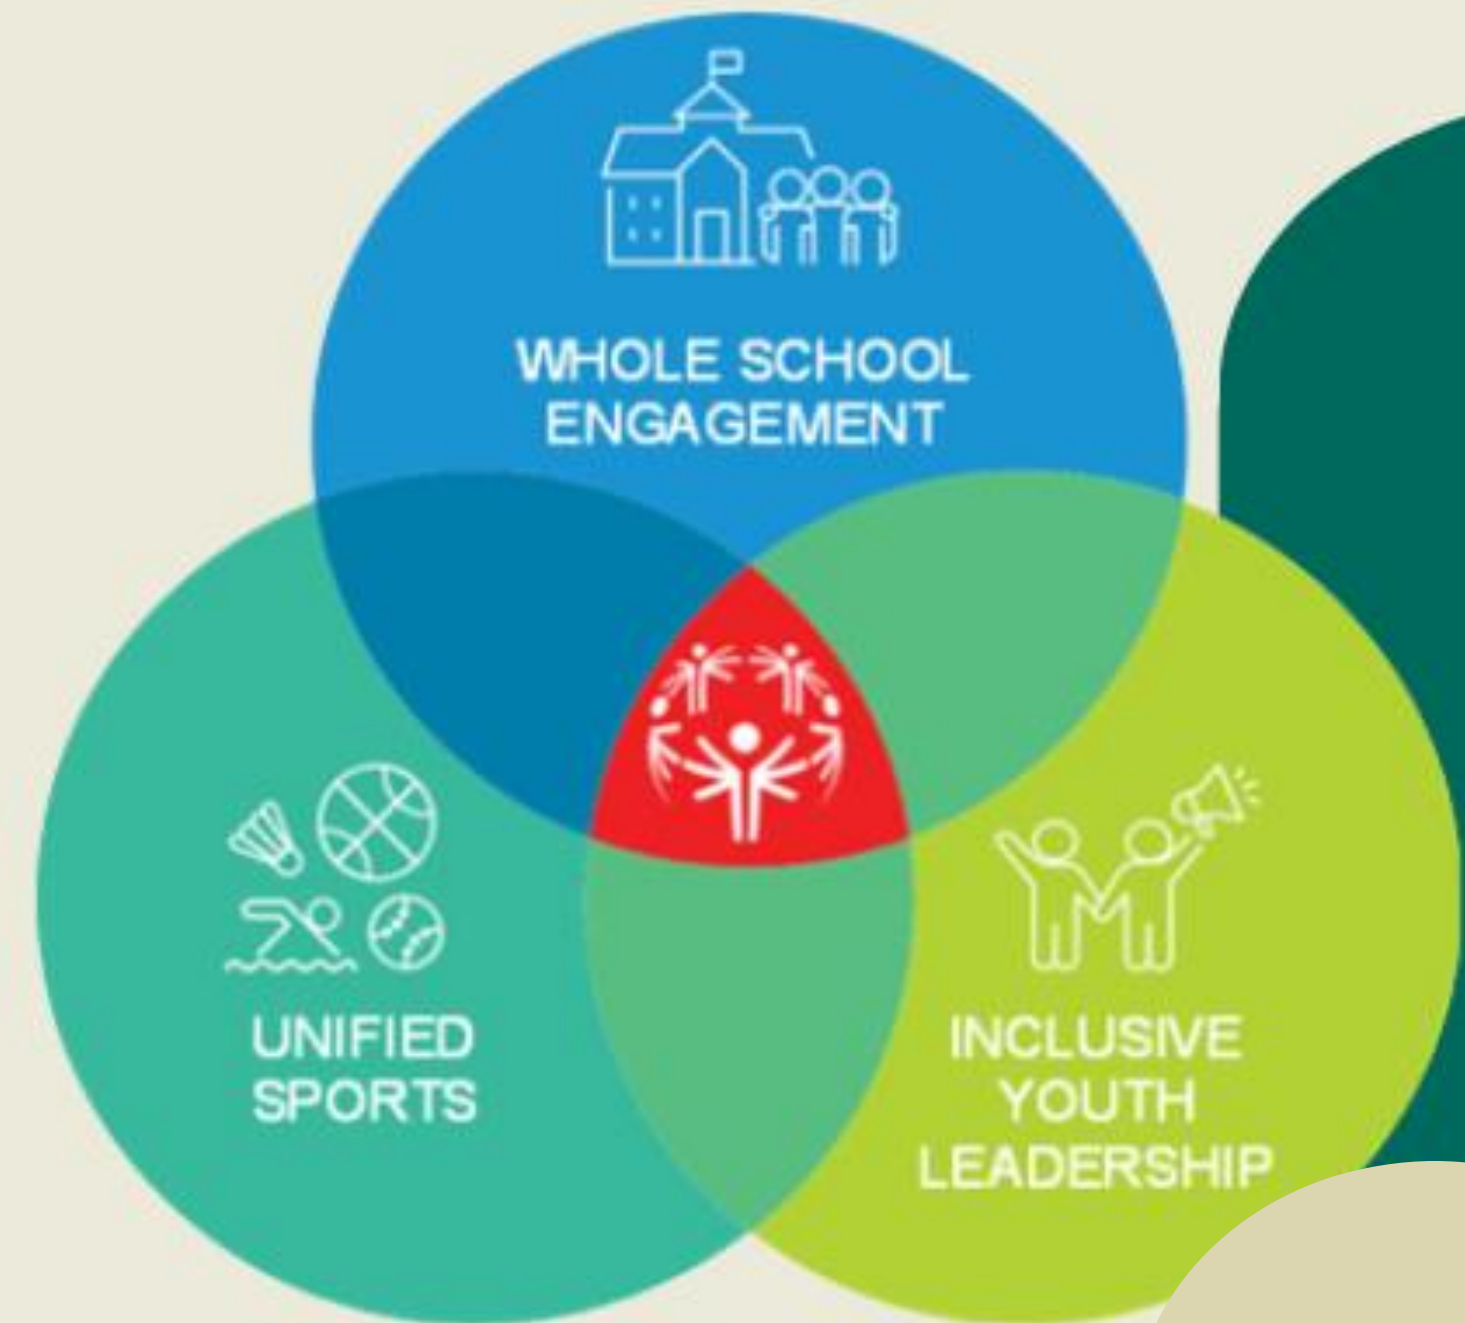 WHOLE SCHOOL
ENGAGEMENT
UNIFIED
SPORTS
INCLUSIVE
YOUTH
LEADERSHIP